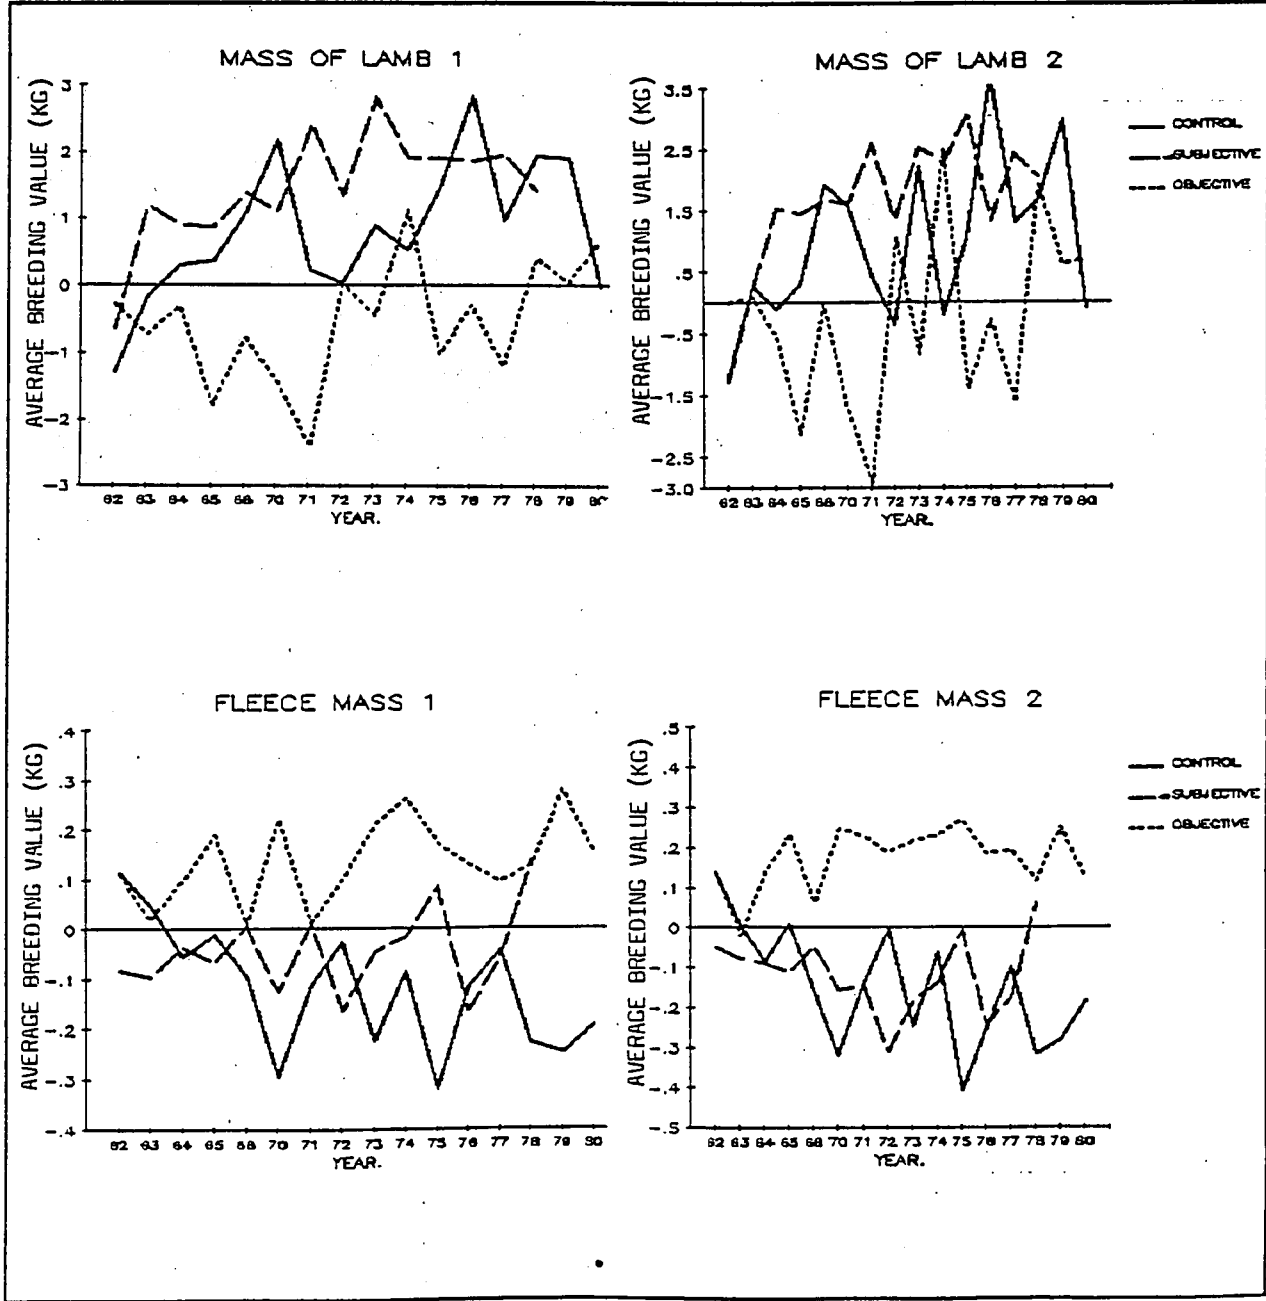 MASS OF LAMB 1
AVERAGE BREEDING VALUE (KG)
3
2
1
0
-1
-2
-3
62 63 64 65 68 70 71 72 73 74 75 76 77 78 79 80
YEAR.
MASS OF LAMB 2
AVERAGE BREEDING VALUE (KG)
3.5
2.5
1.5
.5
-.5
-1.5
-2.5
-3.0
62 63 64 65 68 70 71 72 73 74 75 76 77 78 79 80
YEAR.
CONTROL
SUBJECTIVE
OBJECTIVE
FLEECE MASS 1
AVERAGE BREEDING VALUE (KG)
.4
.3
.2
.1
0
-.1
-.2
-.3
-.4
62 63 64 65 68 70 71 72 73 74 75 76 77 78 79 80
YEAR.
FLEECE MASS 2
AVERAGE BREEDING VALUE (KG)
.5
.4
.3
.2
.1
0
-.1
-.2
-.3
-.4
-.5
62 63 64 65 68 70 71 72 73 74 75 76 77 78 79 80
YEAR.
CONTROL
SUBJECTIVE
OBJECTIVE